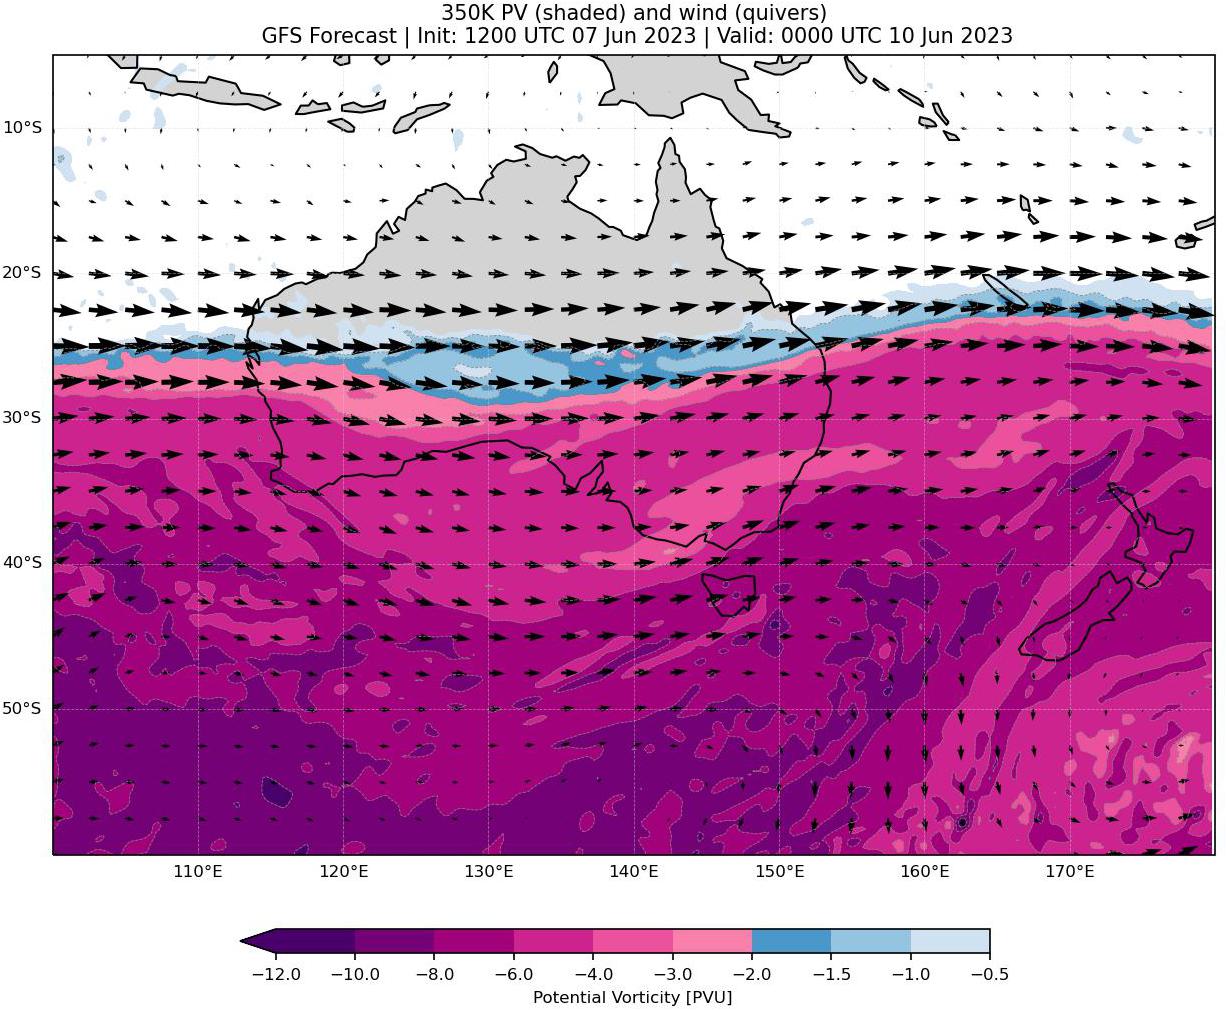 350K PV (shaded) and wind (quivers)
GFS Forecast | Init: 1200 UTC 07 Jun 2023 | Valid: 0000 UTC 10 Jun 2023
10°S
20°S
30°S
40°S
50°S
110°E 120°E 130°E 140°E 150°E 160°E 170°E
−12.0 −10.0 −8.0 −6.0 −4.0 −3.0 −2.0 −1.5 −1.0 −0.5
Potential Vorticity [PVU]